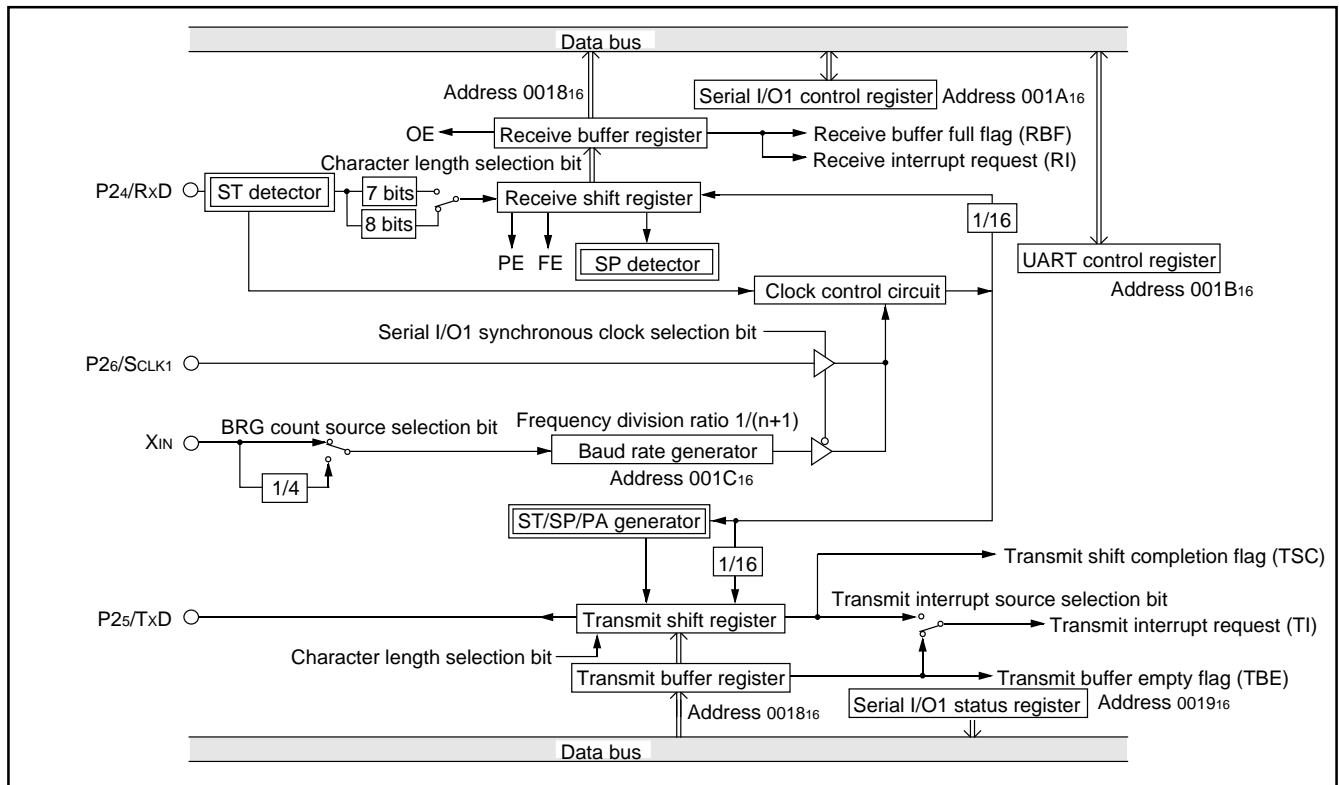 Data bus
Address 001816
Serial I/O1 control register Address 001A16
OE
Receive buffer register
Receive buffer full flag (RBF)
Receive interrupt request (RI)
Character length selection bit
P24/RXD
ST detector
7 bits
8 bits
Receive shift register
1/16
PE FE
SP detector
UART control register
Address 001B16
Clock control circuit
Serial I/O1 synchronous clock selection bit
P26/SCLK1
XIN
BRG count source selection bit
Frequency division ratio 1/(n+1)
Baud rate generator
Address 001C16
1/4
ST/SP/PA generator
1/16
Transmit shift completion flag (TSC)
Transmit interrupt source selection bit
P25/TXD
Transmit shift register
Transmit interrupt request (TI)
Character length selection bit
Transmit buffer register
Transmit buffer empty flag (TBE)
Address 001816
Serial I/O1 status register Address 001916
Data bus